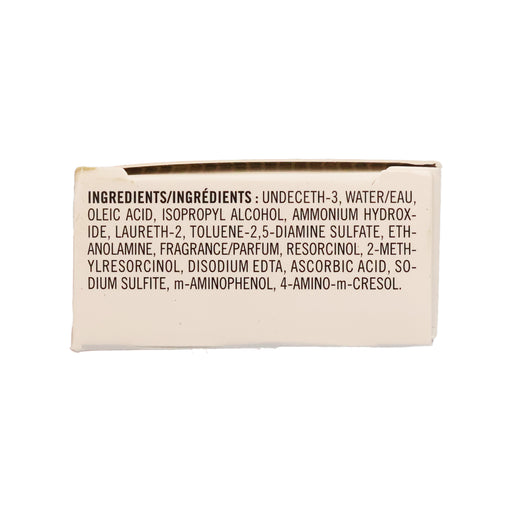 INGREDIENTS/INGRÉDIENTS : UNDECETH-3, WATER/EAU,
OLEIC ACID, ISOPROPYL ALCOHOL, AMMONIUM HYDROX-
IDE, LAURETH-2, TOLUENE-2,5-DIAMINE SULFATE, ETH-
ANOLAMINE, FRAGRANCE/PARFUM, RESORCINOL, 2-METH-
YLRESORCINOL, DISODIUM EDTA, ASCORBIC ACID, SO-
DIUM SULFITE, m-AMINOPHENOL, 4-AMINO-m-CRESOL.